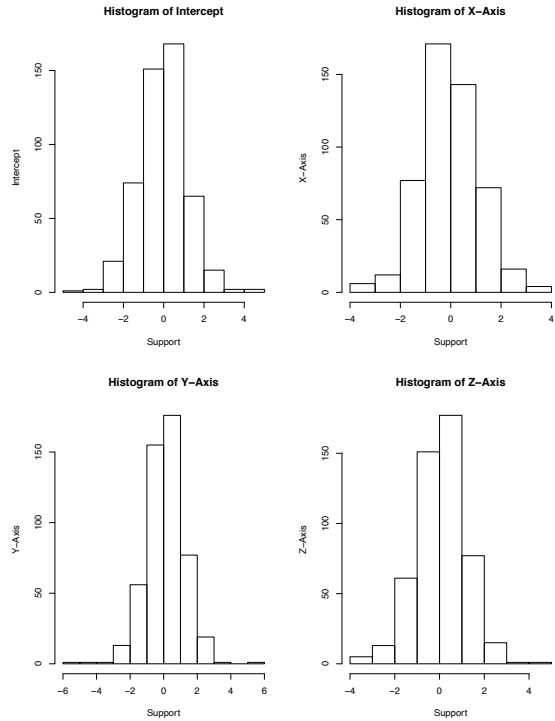 Histogram of Intercept
Intercept
0
50
100
150
−4 −2 0 2 4
Support
Histogram of X−Axis
X−Axis
0
50
100
150
−4 −2 0 2 4
Support
Histogram of Y−Axis
Y−Axis
0
50
100
150
−6 −4 −2 0 2 4 6
Support
Histogram of Z−Axis
Z−Axis
0
50
100
150
−4 −2 0 2 4
Support